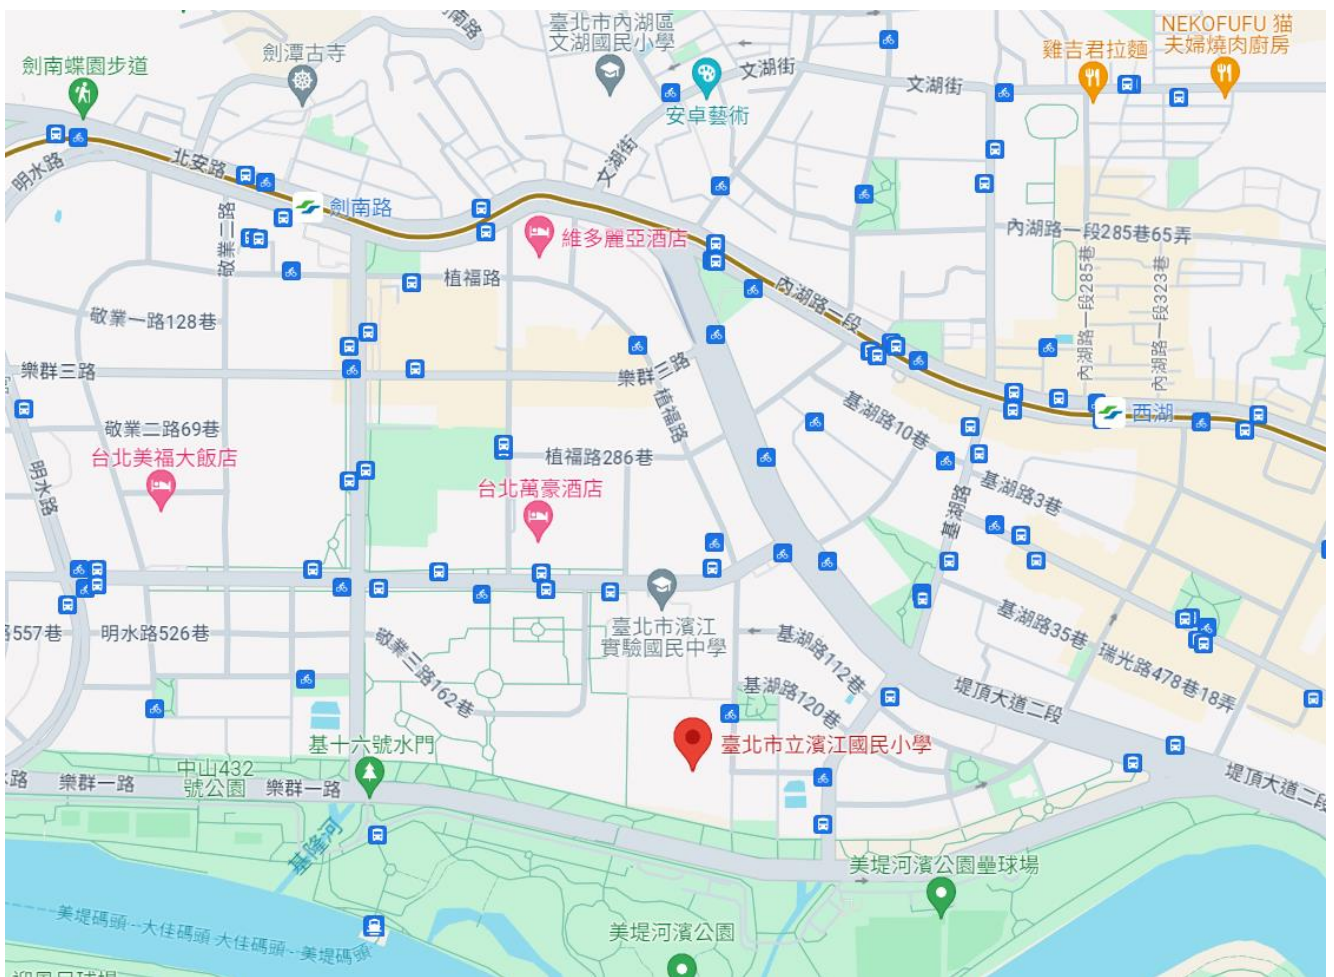 臺北市內湖區
文湖國民小學
NEKOFUFU 猫
夫婦燒肉廚房
雞吉君拉麵
劍潭古寺
劍南蝶園步道
文湖街
文湖街
安卓藝術
北安路
明水路
文湖街
劍南路
敬業二路
維多麗亞酒店
內湖路一段285巷65弄
植福路
內湖路一段
內湖路一段285巷
內湖路一段323巷
敬業一路128巷
樂群三路
樂群三路
植福路
基湖路10巷
西湖
敬業二路69巷
台北美福大飯店
植福路286巷
台北萬豪酒店
明水路
基湖路
基湖路3巷
臺北市濱江
實驗國民中學
557巷
明水路526巷
敬業三路162巷
基湖路112巷
基湖路35巷
瑞光路478巷18弄
基湖路120巷
堤頂大道二段
臺北市立濱江國民小學
基十六號水門
中山432
號公園
樂群一路
樂群一路
堤頂大道二段
基隆河
美堤河濱公園壘球場
美堤碼頭 - 大佳碼頭
大佳碼頭 - 美堤碼頭
美堤河濱公園